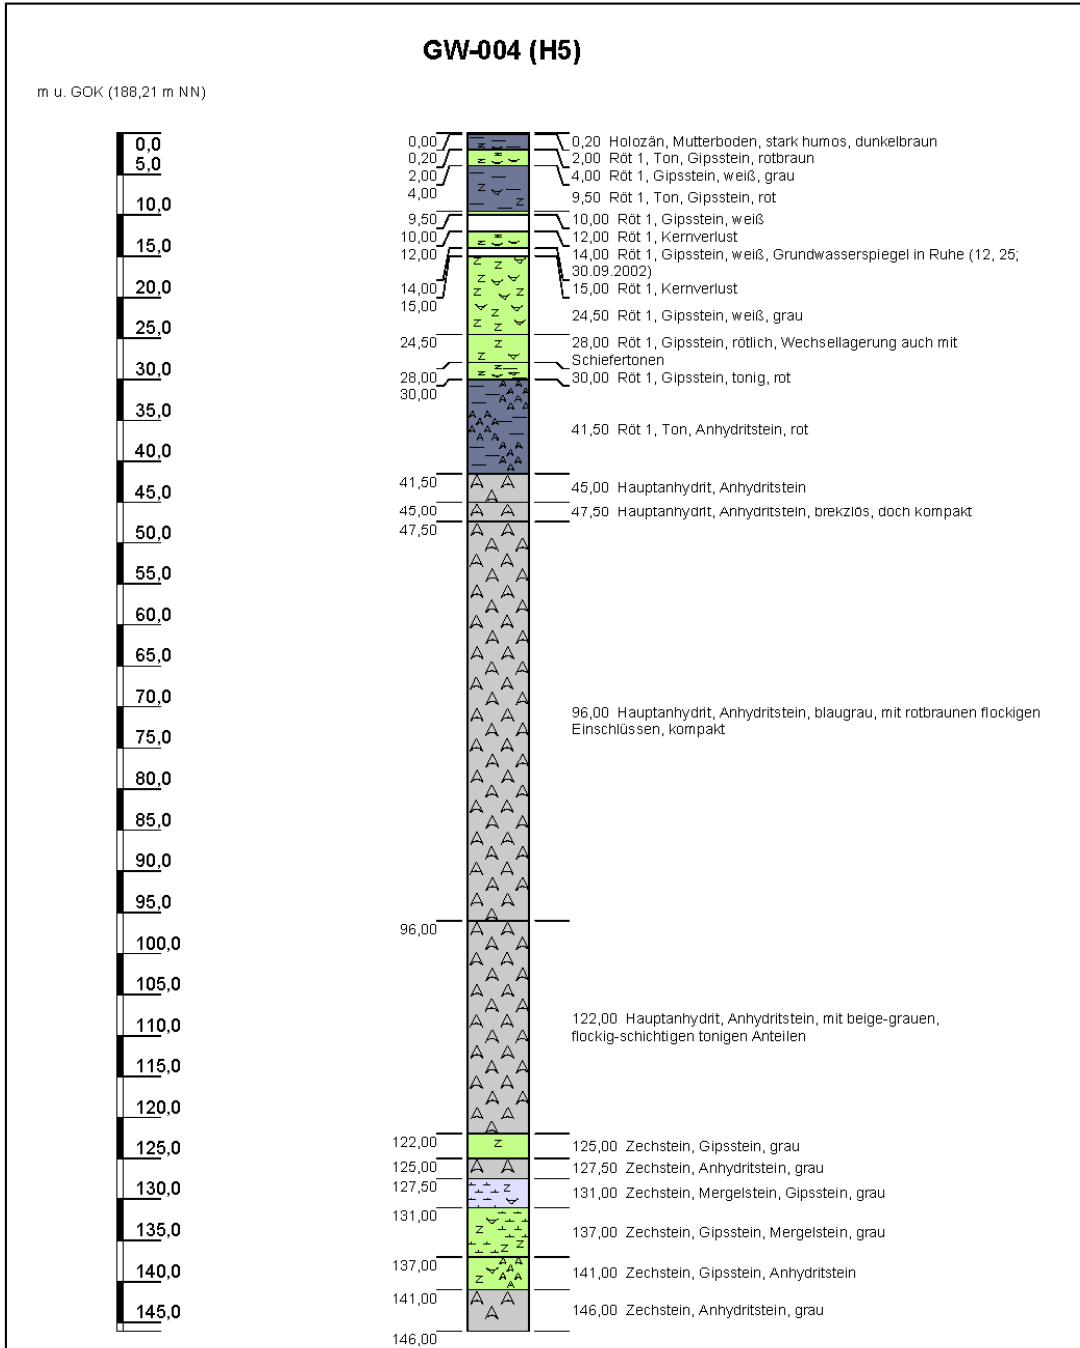 GW-004 (H5)
m u. GOK (188,21 m NN)
0,0
5,0
10,0
15,0
20,0
25,0
30,0
35,0
40,0
45,0
50,0
55,0
60,0
65,0
70,0
75,0
80,0
85,0
90,0
95,0
100,0
105,0
110,0
115,0
120,0
125,0
130,0
135,0
140,0
145,0
0,00
0,20
2,00
4,00
9,50
10,00
12,00
14,00
15,00
24,50
28,00
30,00
41,50
45,00
47,50
96,00
122,00
125,00
127,50
131,00
137,00
141,00
146,00
0,20 Holozän, Mutterboden, stark humos, dunkelbraun
2,00 Röt 1, Ton, Gipsstein, rotbraun
4,00 Röt 1, Gipsstein, weiß, grau
9,50 Röt 1, Ton, Gipsstein, rot
10,00 Röt 1, Gipsstein, weiß
12,00 Röt 1, Kernverlust
14,00 Röt 1, Gipsstein, weiß, Grundwasserspiegel in Ruhe (12, 25;
30.09.2002)
15,00 Röt 1, Kernverlust
24,50 Röt 1, Gipsstein, weiß, grau
28,00 Röt 1, Gipsstein, rötlich, Wechsellagerung auch mit
Schiefertonen
30,00 Röt 1, Gipsstein, tonig, rot
41,50 Röt 1, Ton, Anhydritstein, rot
45,00 Hauptanhydrit, Anhydritstein
47,50 Hauptanhydrit, Anhydritstein, brekziös, doch kompakt
96,00 Hauptanhydrit, Anhydritstein, blaugrau, mit rotbraunen flockigen
Einschlüssen, kompakt
122,00 Hauptanhydrit, Anhydritstein, mit beige-grauen,
flockig-schichtigen tonigen Anteilen
125,00 Zechstein, Gipsstein, grau
127,50 Zechstein, Anhydritstein, grau
131,00 Zechstein, Mergelstein, Gipsstein, grau
137,00 Zechstein, Gipsstein, Mergelstein, grau
141,00 Zechstein, Gipsstein, Anhydritstein
146,00 Zechstein, Anhydritstein, grau